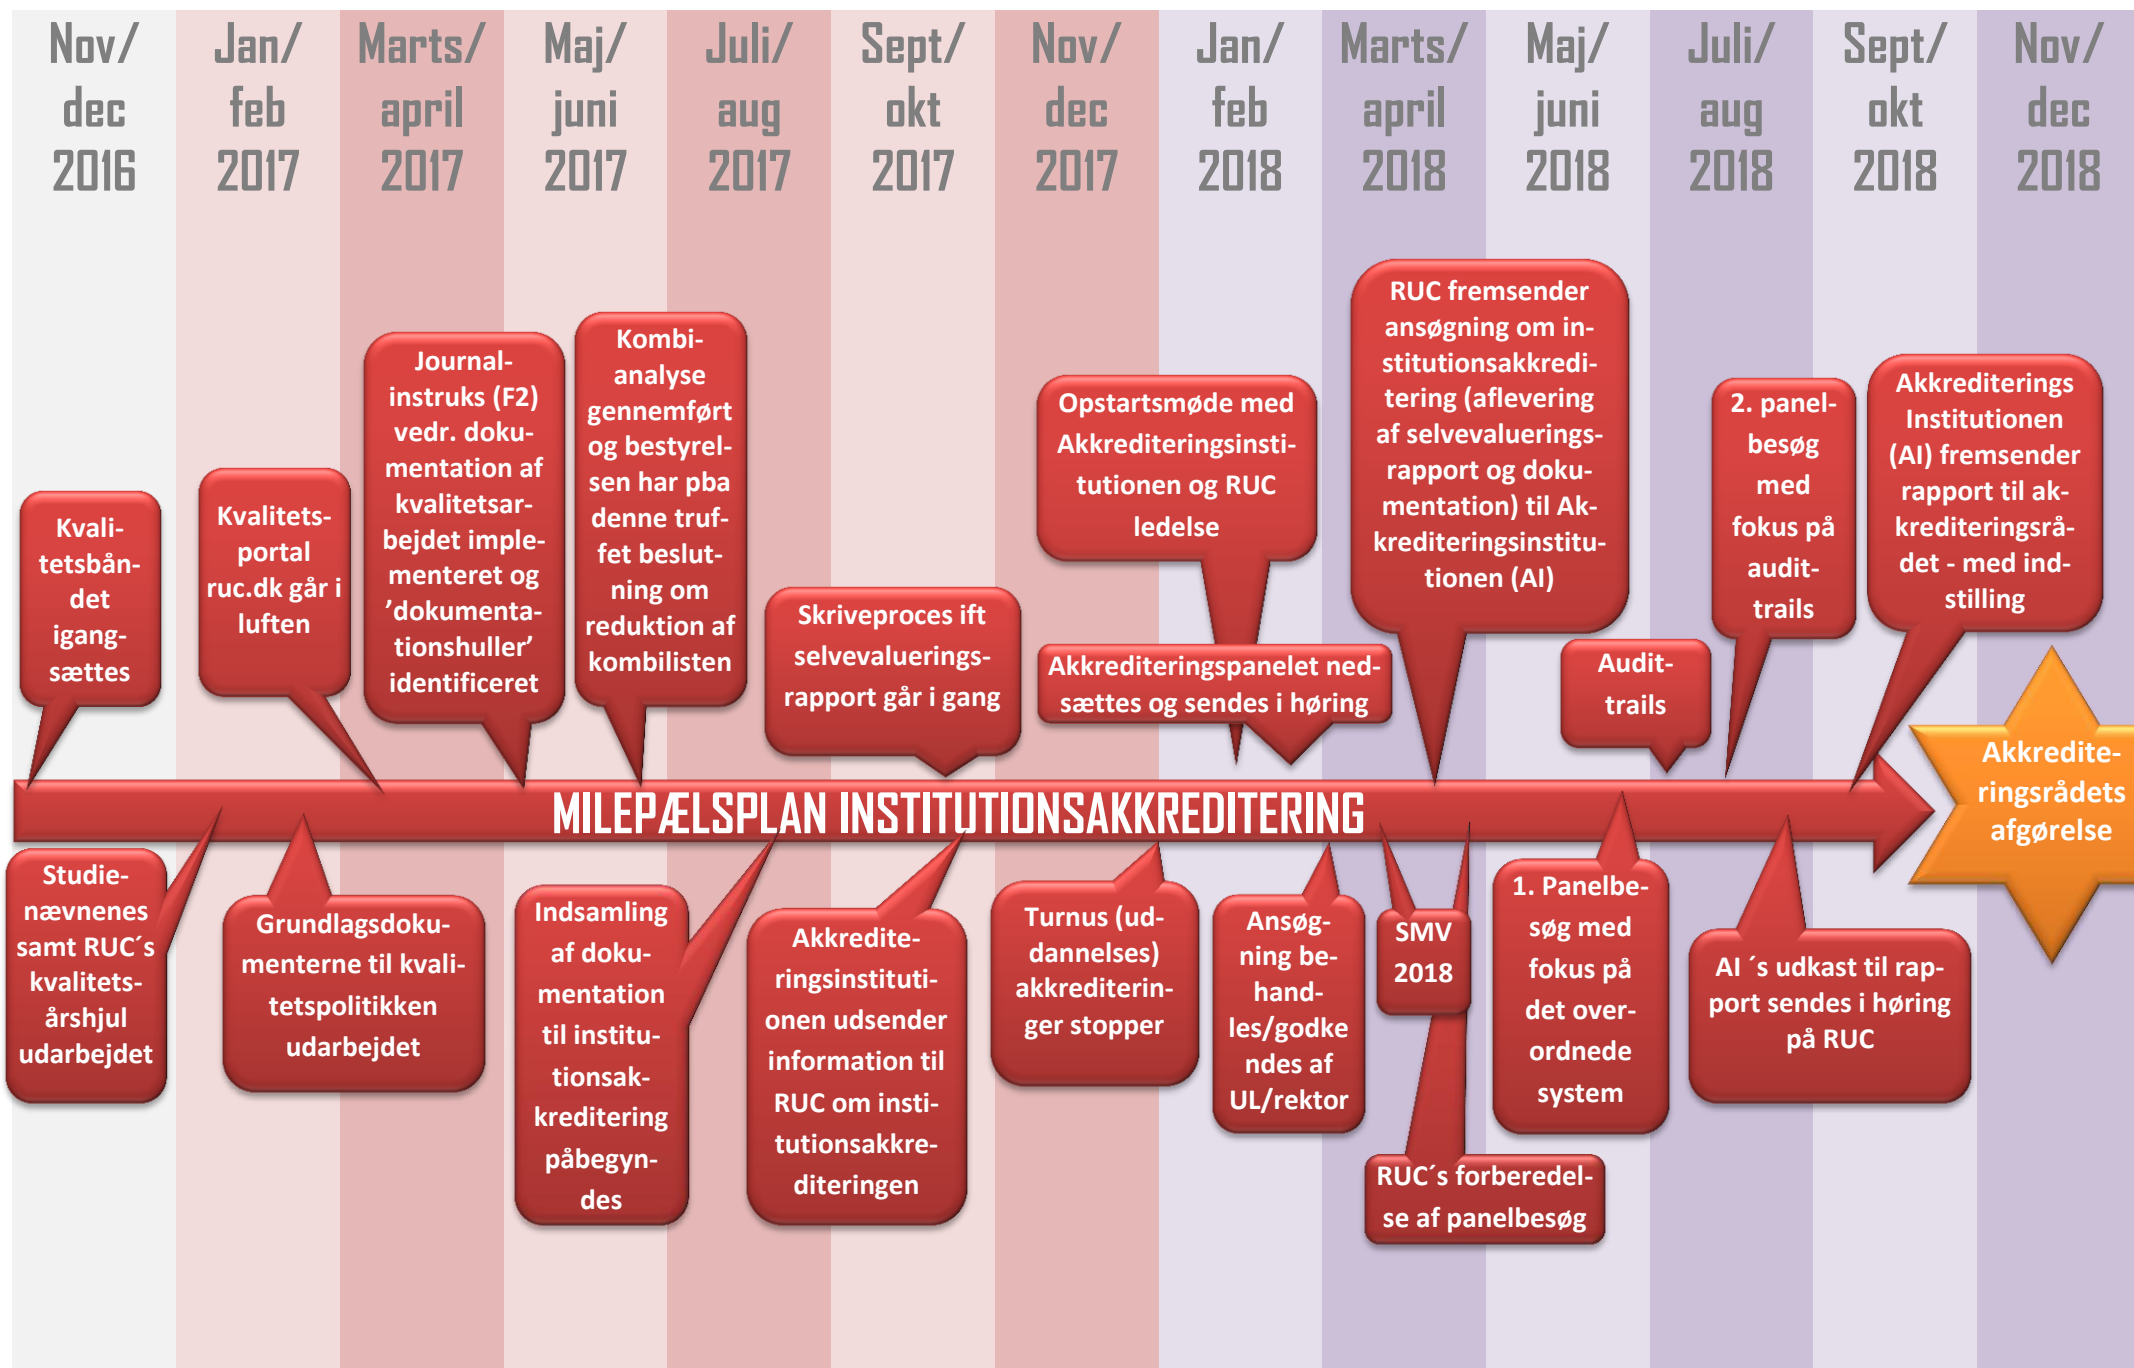 Nov/
dec
2016
Jan/
feb
2017
Marts/
april
2017
Maj/
juni
2017
Juli/
aug
2017
Sept/
okt
2017
Nov/
dec
2017
Jan/
feb
2018
Marts/
april
2018
Maj/
juni
2018
Juli/
aug
2018
Sept/
okt
2018
Nov/
dec
2018
Kvali-
tetsbån-
det
igang-
sættes
Kvalitets-
portal
ruc.dk går i
luften
Journal-
instruks (F2)
vedr. doku-
mentation af
kvalitetsar-
bejdet imple-
menteret og
’dokumenta-
tionshuller’
identificeret
Kombi-
analyse
gennemført
og bestyrel-
sen har pba
denne truf-
fet beslut-
ning om
reduktion af
kombilisten
Skriveproces ift
selvevaluerings-
rapport går i gang
Opstartsmøde med
Akkrediteringsinsti-
tutionen og RUC
ledelse
Akkrediteringspanelet ned-
sættes og sendes i høring
RUC fremsender
ansøgning om in-
stitutionsakkredi-
tering (aflevering
af selvevaluerings-
rapport og doku-
mentation) til Ak-
krediteringsinstitu-
tionen (AI)
Audit-
trails
2. panel-
besøg
med
fokus på
audit-
trails
Akkrediterings
Institutionen
(AI) fremsender
rapport til ak-
krediteringsrå-
det - med ind-
stilling
Akkredite-
ringsrådets
afgørelse
MILEPÆLSPLAN INSTITUTIONSAKKREDITERING
Studie-
nævnenes
samt RUC´s
kvalitets-
årshjul
udarbejdet
Grundlagsdoku-
menterne til kvali-
tetspolitikken
udarbejdet
Indsamling
af doku-
mentation
til institu-
tionsak-
kreditering
påbegyn-
des
Akkredite-
ringsinstituti-
onen udsender
information til
RUC om insti-
tutionsakkre-
diteringen
Turnus (ud-
dannelses)
akkrediterin-
ger stopper
Ansøg-
ning be-
hand-
les/godke
ndes af
UL/rektor
SMV
2018
RUC´s forberedel-
se af panelbesøg
1. Panelbe-
søg med
fokus på
det over-
ordnede
system
AI ´s udkast til rap-
port sendes i høring
på RUC